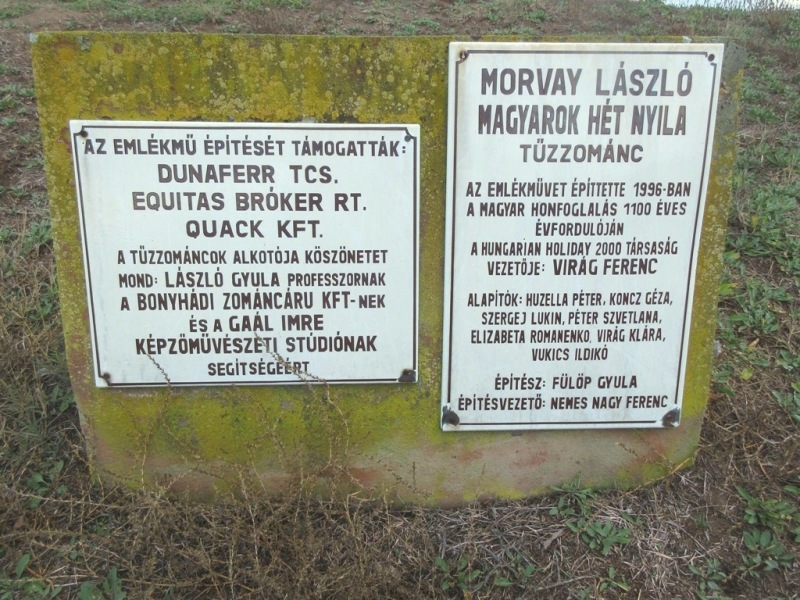 AZ EMLÉKMŰ ÉPÍTÉSÉT TÁMOGATTÁK:
DUNAFERR TCS.
EQUITAS BRÓKER RT.
QUACK KFT.
A TŰZZOMÁNCOK ALKOTÓJA KÖSZÖNETET
MOND: LÁSZLÓ GYULA PROFESSZORNAK
A BONYHÁDI ZOMÁNCÁRU KFT-NEK
ÉS A GAÁL IMRE
KÉPZŐMŰVÉSZETI STÚDIÓNAK
SEGÍTSÉGÉÉRT
MORVAY LÁSZLÓ
MAGYAROK HÉT NYILA
TŰZZOMÁNC
AZ EMLÉKMŰVET ÉPÍTTETTE 1996-BAN
A MAGYAR HONFOGLALÁS 1100 ÉVES
ÉVFORDULÓJÁN
A HUNGARIAN HOLIDAY 2000 TÁRSASÁG
VEZETŐJE: VIRÁG FERENC
ALAPÍTÓK: HUZELLA PÉTER, KONCZ GÉZA,
SZERGEJ LUKIN, PÉTER SZVETLANA,
ELIZABETA ROMANENKO, VIRÁG KLÁRA,
VUKICS ILDIKÓ
ÉPÍTÉSZ: FÜLÖP GYULA
ÉPÍTÉSVEZETŐ: NEMES NAGY FERENC